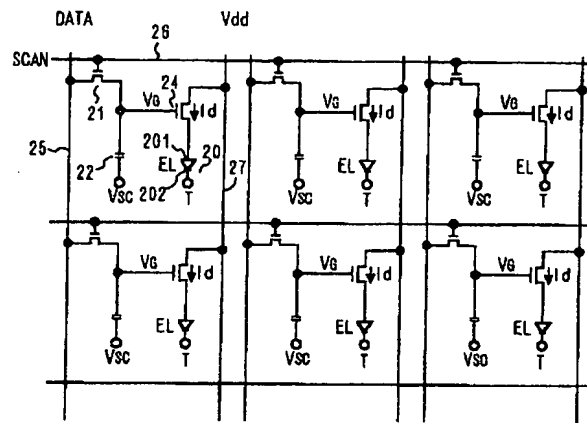 DATA Vdd
SCAN 26
24
21 VG Id
201
25 22 EL 20 27
VSC 202 T
VG Id
EL
VSC T
VG Id
EL
VSC T
VG Id
EL
VSC T
VG Id
EL
VSC T
VG Id
EL
VSC T